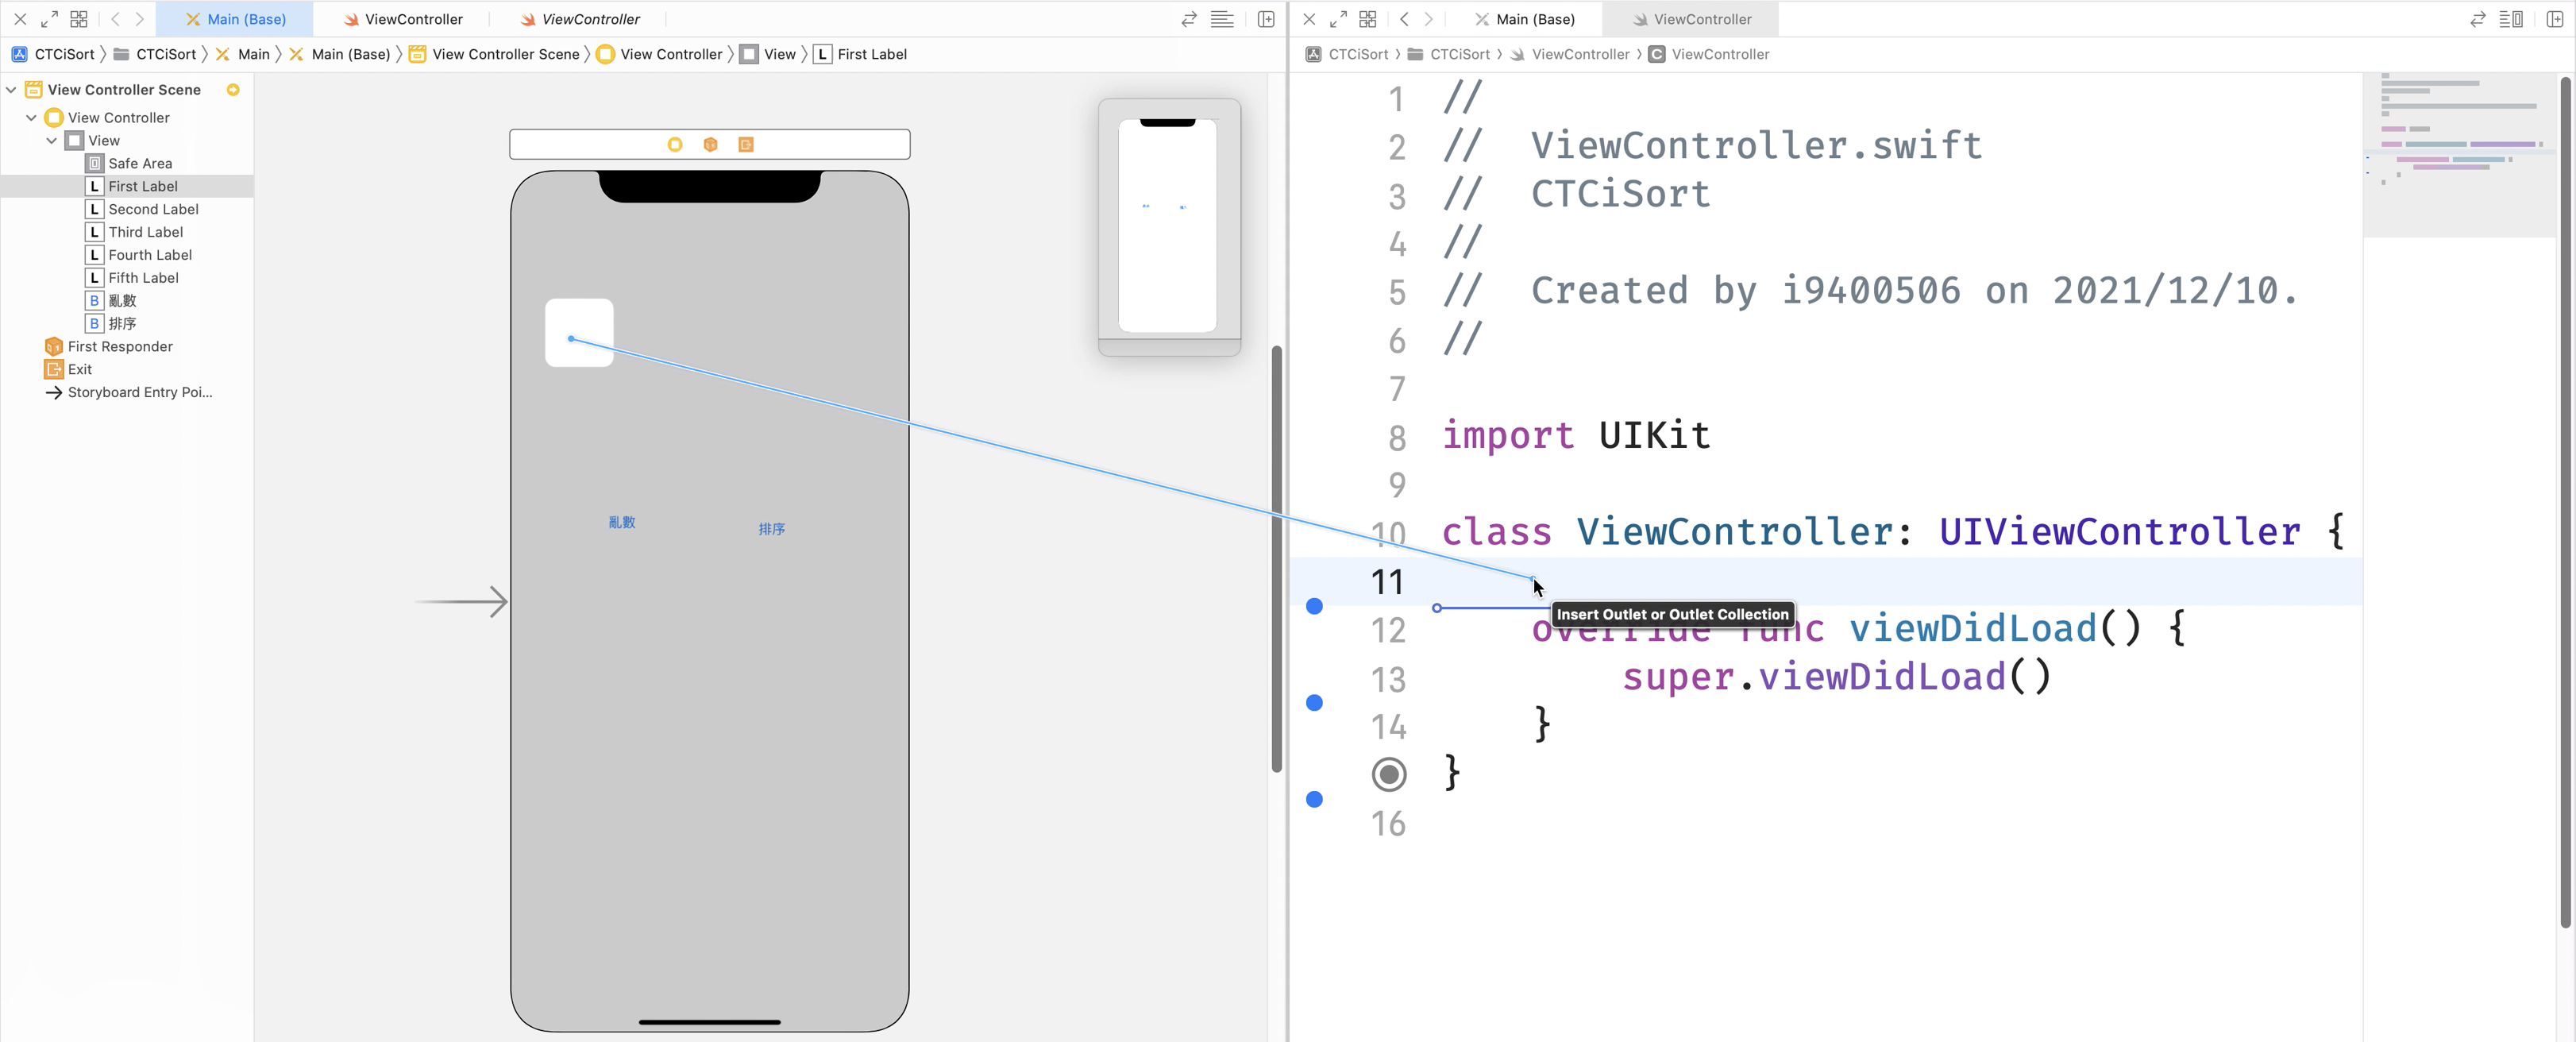 Main (Base)
ViewController
ViewController
CTCiSort
CTCiSort
Main
Main (Base)
View Controller Scene
View Controller
View
L
First Label
View Controller Scene
View Controller
View
Safe Area
L First Label
L Second Label
L Third Label
L Fourth Label
L Fifth Label
B 亂數
B 排序
First Responder
Exit
Storyboard Entry Poi...
亂數
排序
Main (Base)
ViewController
CTCiSort
CTCiSort
ViewController
C
ViewController
1 //
2 // ViewController.swift
3 // CTCiSort
4 //
5 // Created by i9400506 on 2021/12/10.
6 //
7
8 import UIKit
9
10 class ViewController: UIViewController {
11
Insert Outlet or Outlet Collection
12 override func viewDidLoad() {
13 super.viewDidLoad()
14 }
}
16